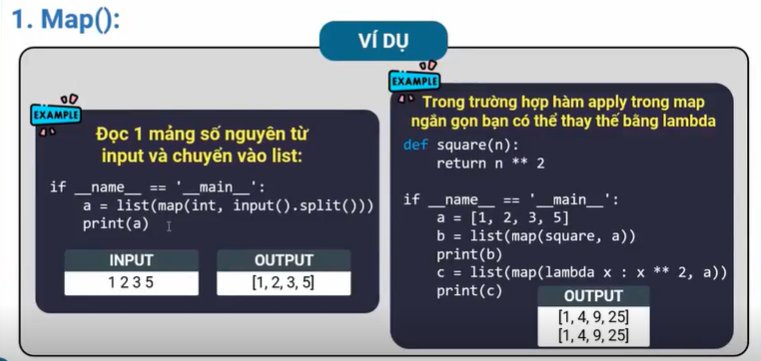 1. Map():
VÍ DỤ
EXAMPLE
Đọc 1 mảng số nguyên từ
input và chuyển vào list:
if __name__ == '__main__':
    a = list(map(int, input().split()))
    print(a)
INPUT
1 2 3 5
OUTPUT
[1, 2, 3, 5]
EXAMPLE
Trong trường hợp hàm apply trong map
ngắn gọn bạn có thể thay thế bằng lambda
def square(n):
    return n ** 2
if __name__ == '__main__':
    a = [1, 2, 3, 5]
    b = list(map(square, a))
    print(b)
    c = list(map(lambda x : x ** 2, a))
    print(c)
OUTPUT
[1, 4, 9, 25]
[1, 4, 9, 25]